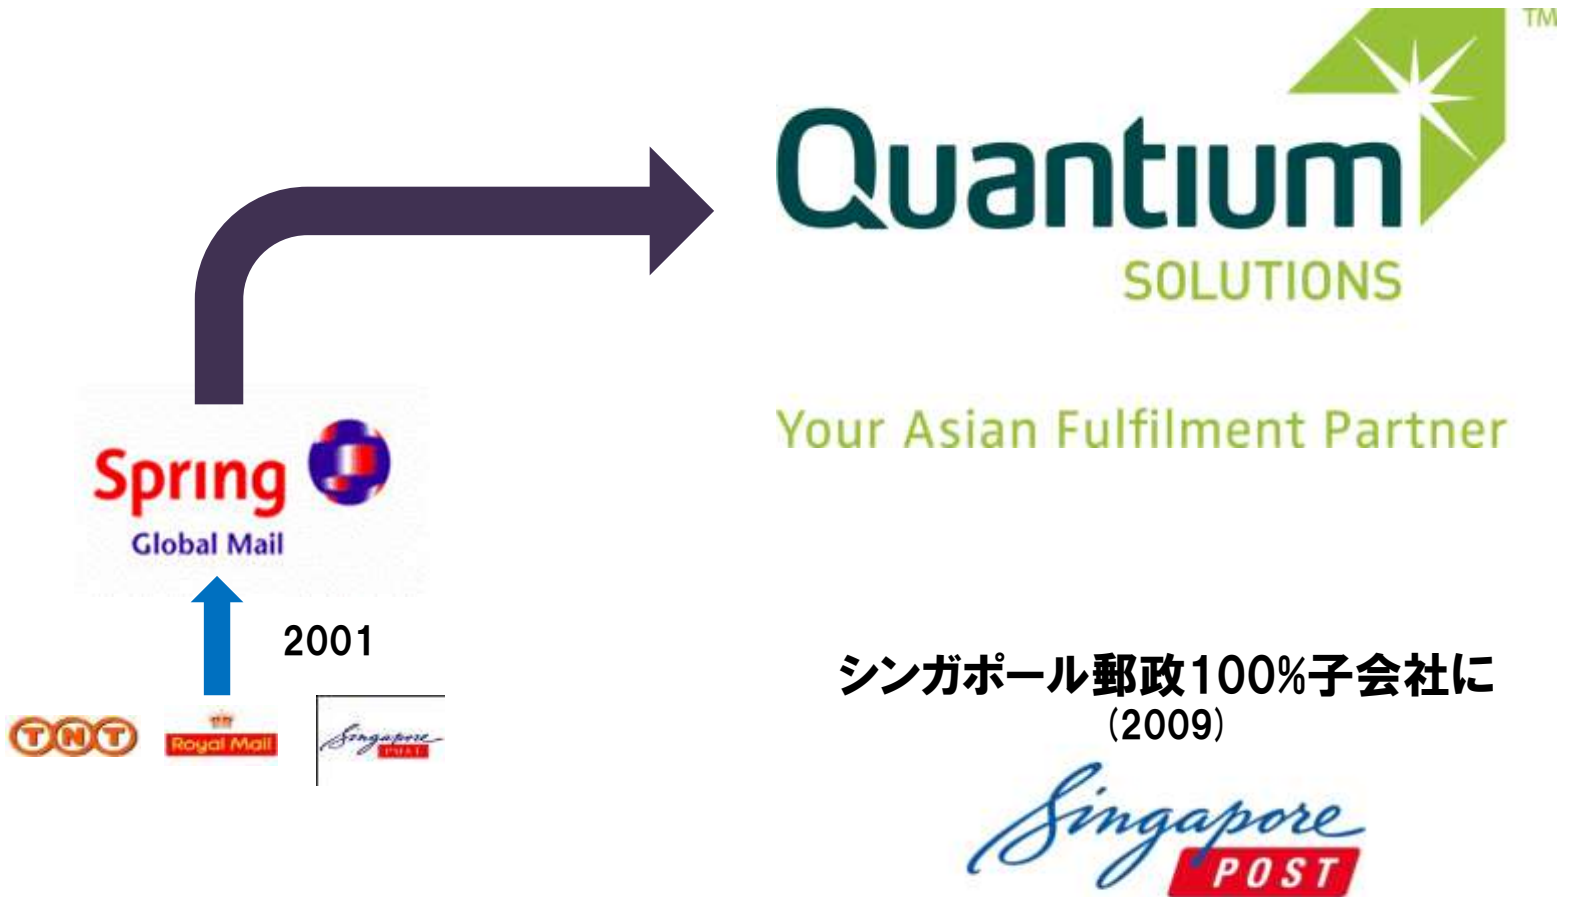 TM
Quantium
SOLUTIONS
Your Asian Fulfilment Partner
Spring
Global Mail
2001
TNT
Royal Mail
Singapore
POST
シンガポール郵政100%子会社に
(2009)
Singapore
POST